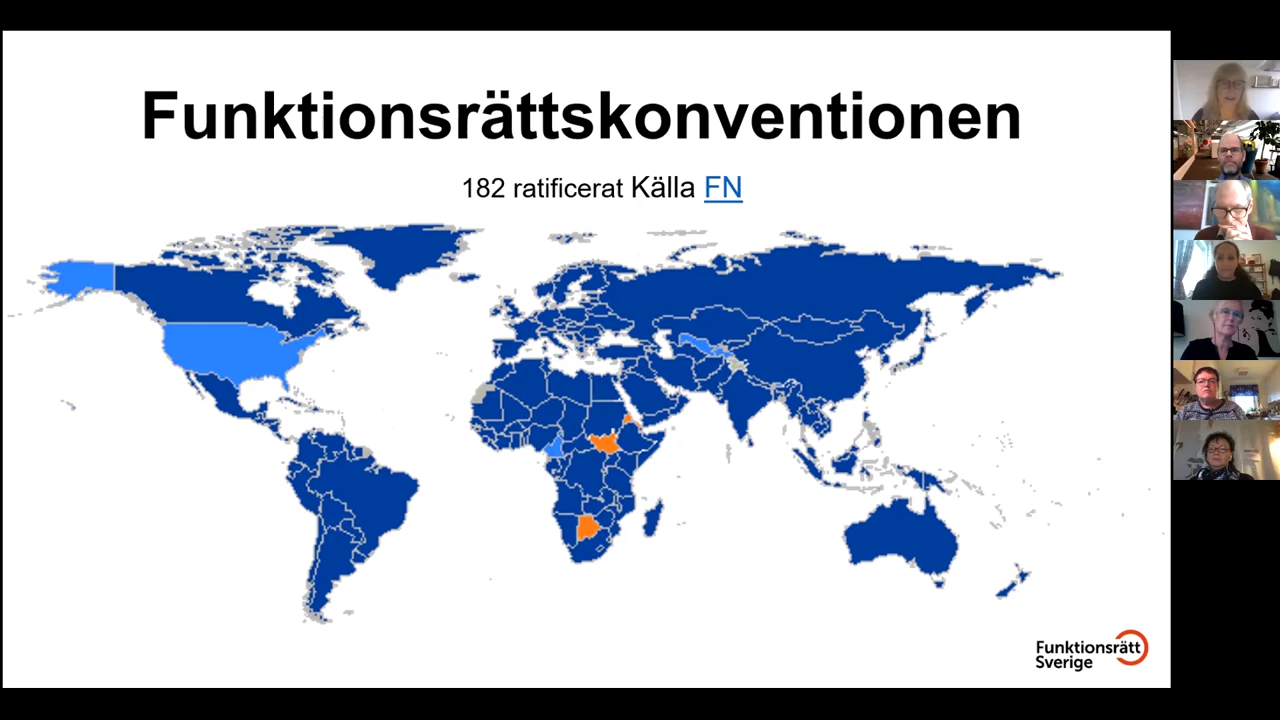 Funktionsrättskonventionen
182 ratificerat Källa FN
Funktionsrätt
Sverige